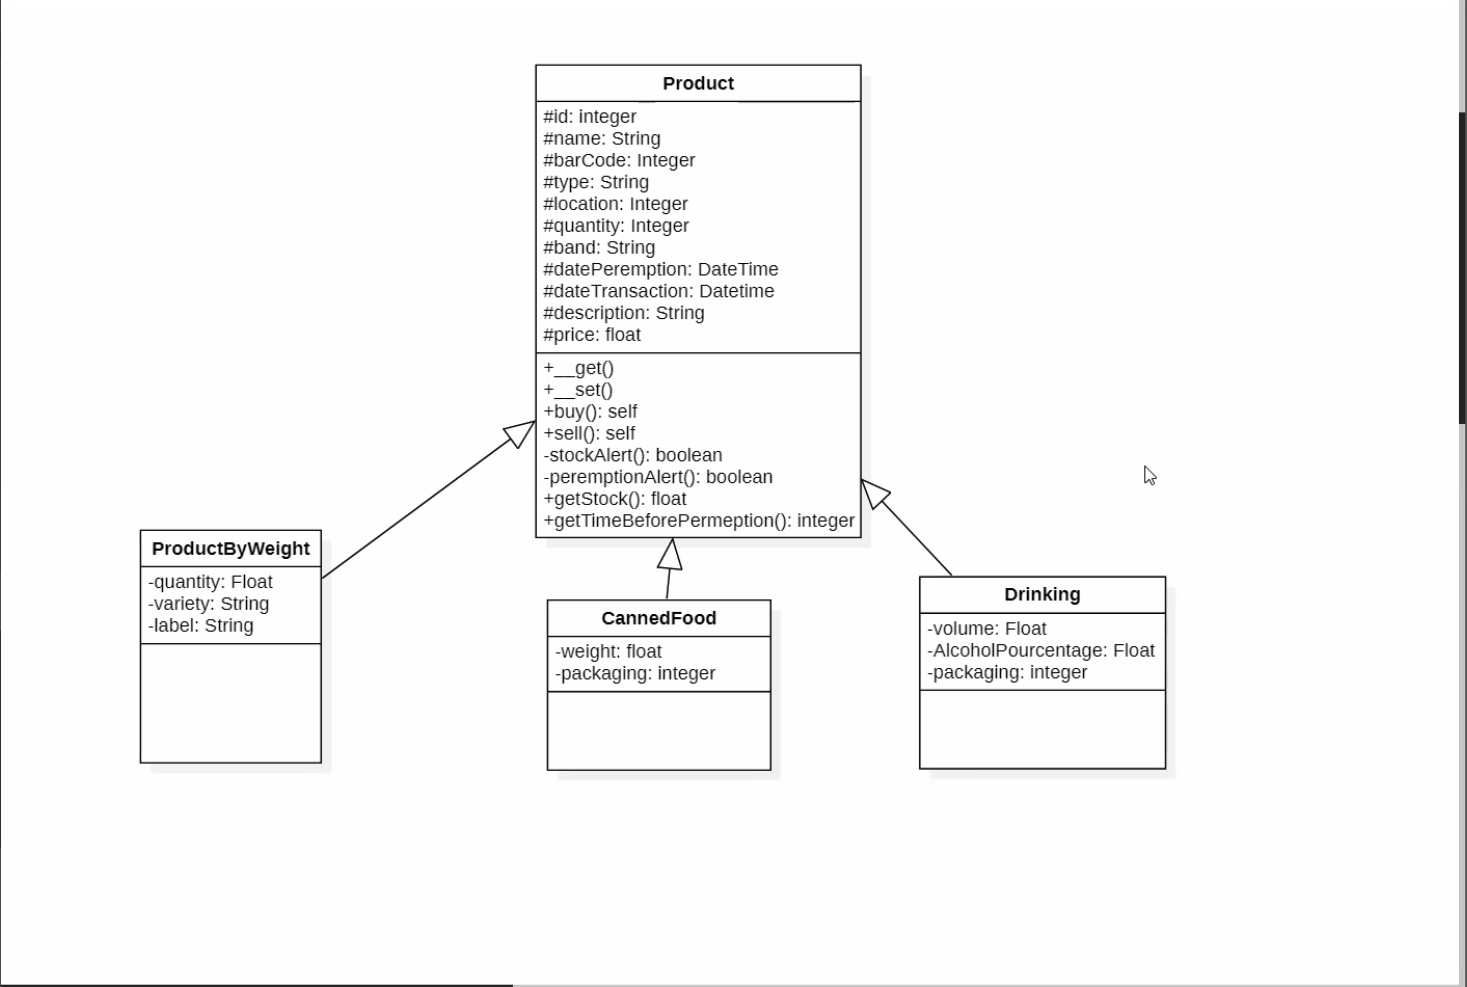 Product
#id: integer
#name: String
#barCode: Integer
#type: String
#location: Integer
#quantity: Integer
#band: String
#datePeremption: DateTime
#dateTransaction: Datetime
#description: String
#price: float
+__get()
+__set()
+buy(): self
+sell(): self
-stockAlert(): boolean
-peremptionAlert(): boolean
+getStock(): float
+getTimeBeforePermeption(): integer
ProductByWeight
-quantity: Float
-variety: String
-label: String
CannedFood
-weight: float
-packaging: integer
Drinking
-volume: Float
-AlcoholPourcentage: Float
-packaging: integer